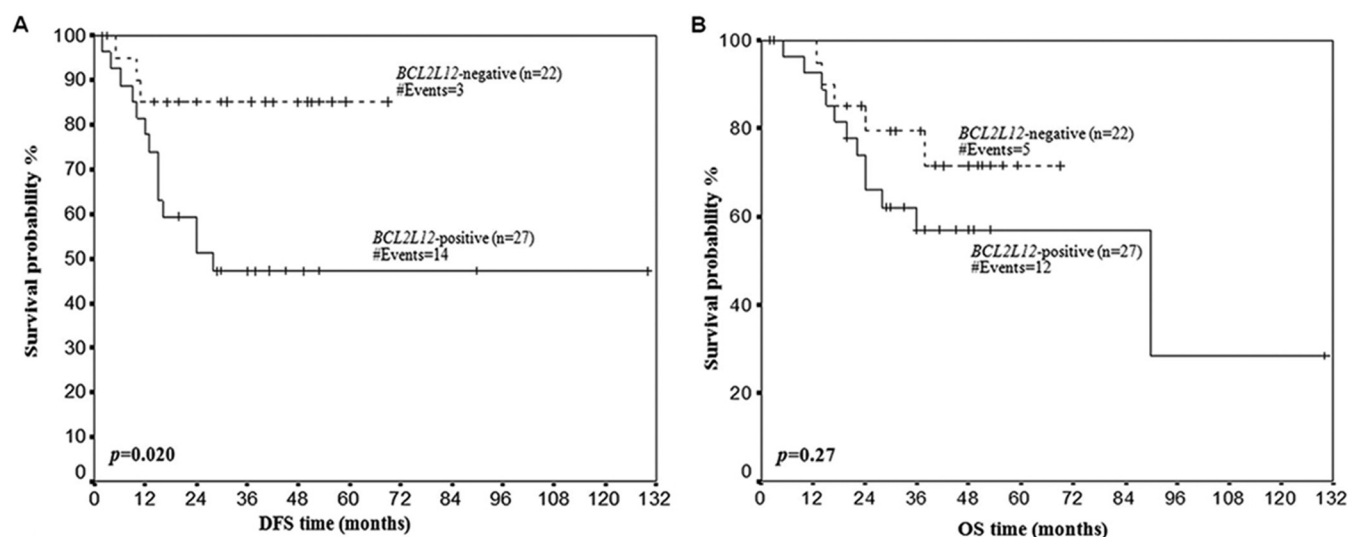 A
Survival probability %
100
90
80
70
60
50
40
30
20
10
0
BCL2L12-negative (n=22)
#Events=3
BCL2L12-positive (n=27)
#Events=14
p=0.020
0 12 24 36 48 60 72 84 96 108 120 132
DFS time (months)
B
Survival probability %
100
80
60
40
20
0
BCL2L12-negative (n=22)
#Events=5
BCL2L12-positive (n=27)
#Events=12
p=0.27
0 12 24 36 48 60 72 84 96 108 120 132
OS time (months)